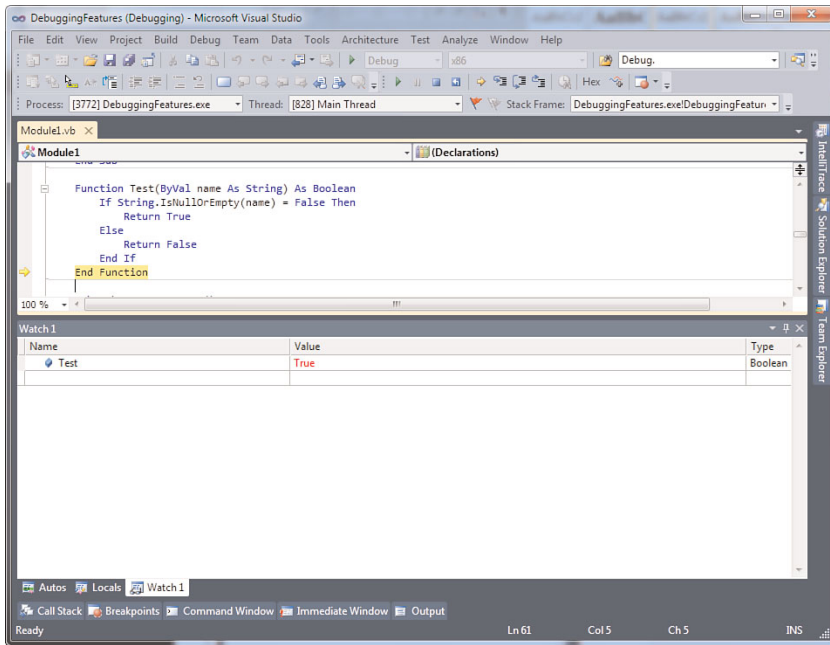 DebuggingFeatures (Debugging) - Microsoft Visual Studio
File Edit View Project Build Debug Team Data Tools Architecture Test Analyze Window Help
Debug x86 Debug.
Hex
Process: [3772] DebuggingFeatures.exe Thread: [828] Main Thread Stack Frame: DebuggingFeatures.exe!DebuggingFeatur
Module1.vb
Module1 (Declarations)
End Sub
Function Test(ByVal name As String) As Boolean
If String.IsNullOrEmpty(name) = False Then
Return True
Else
Return False
End If
End Function
100 %
Watch 1
Name Value Type
Test True Boolean
Autos Locals Watch 1
Call Stack Breakpoints Command Window Immediate Window Output
Ready Ln 61 Col 5 Ch 5 INS
IntelliTrace
Solution Explorer
Team Explorer